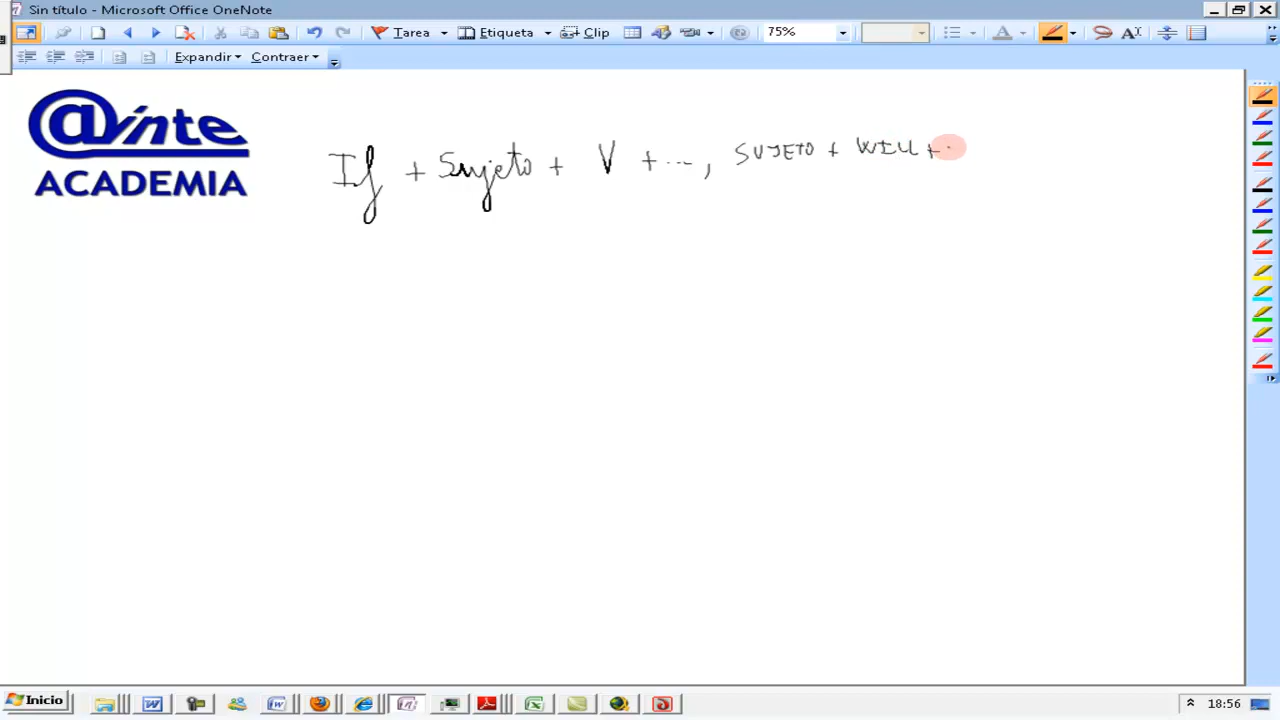 Sin título - Microsoft Office OneNote
Tarea Etiqueta Clip 75%
Expandir Contraer
@inte
ACADEMIA
If + Sujeto + V + ..., SUJETO + WILL +
Inicio
18:56